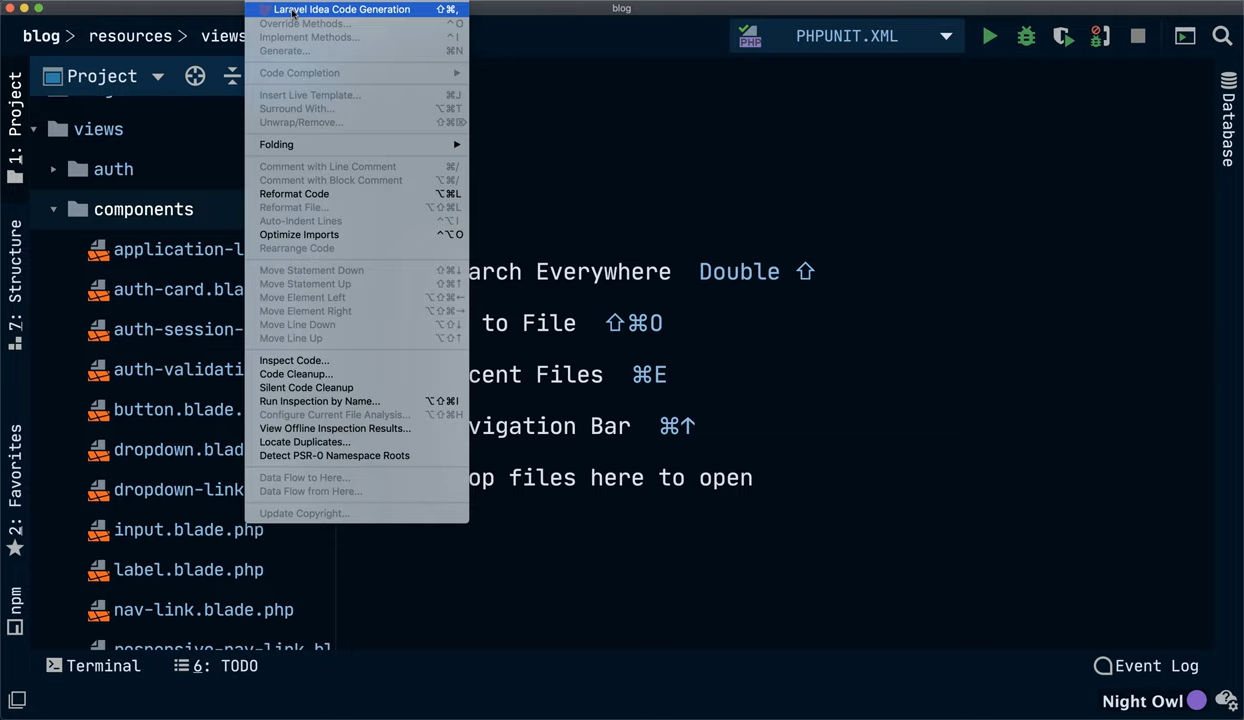 blog
Laravel Idea Code Generation ⇧⌘,
Override Methods... ^O
Implement Methods... ^I
Generate... ⌘N
Code Completion
Insert Live Template... ⌘J
Surround With... ⌥⌘T
Unwrap/Remove... ⇧⌘⌦
Folding
Comment with Line Comment ⌘/
Comment with Block Comment ⌥⌘/
Reformat Code ⌥⌘L
Reformat File... ⌥⇧⌘L
Auto-Indent Lines ^⌥I
Optimize Imports ^⌥O
Rearrange Code
Move Statement Down ⇧⌘↓
Move Statement Up ⇧⌘↑
Move Element Left ⌥⇧⌘←
Move Element Right ⌥⇧⌘→
Move Line Down ⌥⇧↓
Move Line Up ⌥⇧↑
Inspect Code...
Code Cleanup...
Silent Code Cleanup
Run Inspection by Name... ⌥⇧⌘I
Configure Current File Analysis... ⌥⇧⌘H
View Offline Inspection Results...
Locate Duplicates...
Detect PSR-0 Namespace Roots
Data Flow to Here...
Data Flow from Here...
Update Copyright...
blog > resources > views
PHP PHPUNIT.XML
Project
views
auth
components
application-l
auth-card.bla
auth-session-
auth-validati
button.blade.
dropdown.blad
dropdown-link
input.blade.php
label.blade.php
nav-link.blade.php
responsive-nav-link.bl
arch Everywhere Double ⇧
to File ⇧⌘O
cent Files ⌘E
vigation Bar ⌘↑
op files here to open
1: Project
7: Structure
2: Favorites
npm
Database
Terminal
6: TODO
Event Log
Night Owl